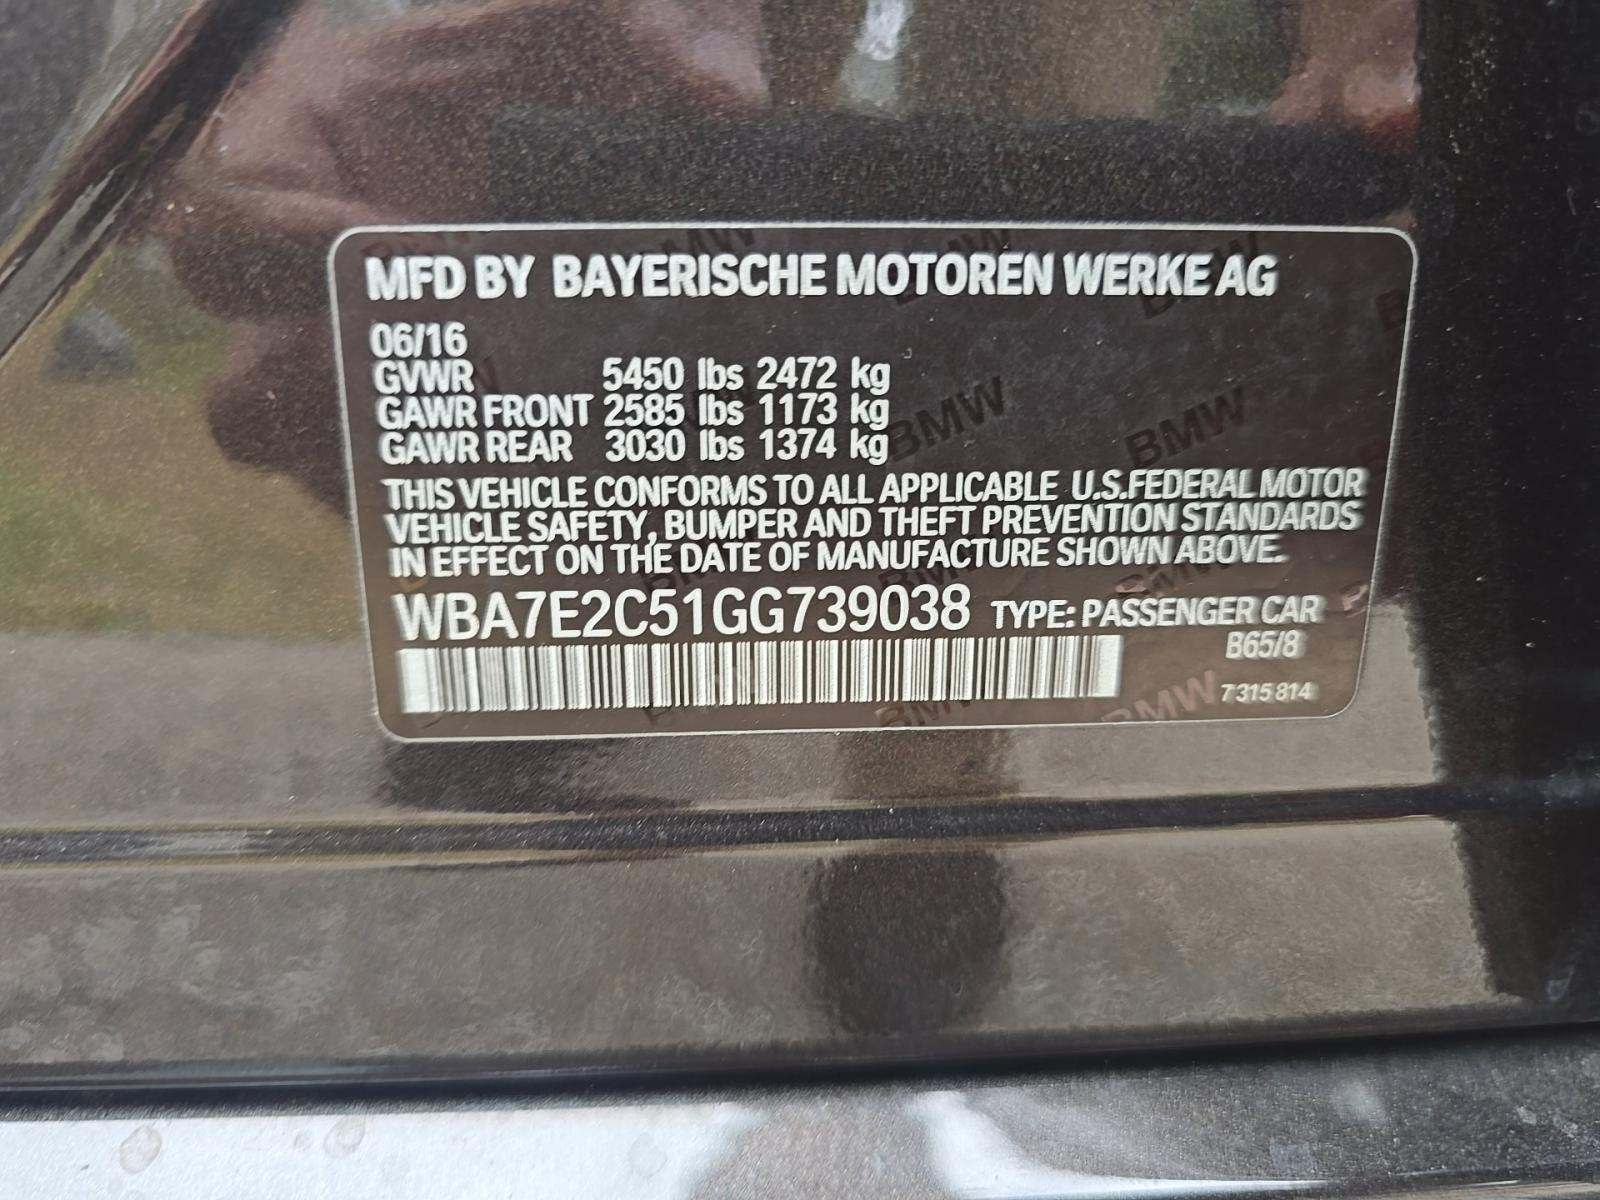 MFD BY BAYERISCHE MOTOREN WERKE AG
06/16
GVWR 5450 lbs 2472 kg
GAWR FRONT 2585 lbs 1173 kg
GAWR REAR 3030 lbs 1374 kg
THIS VEHICLE CONFORMS TO ALL APPLICABLE U.S.FEDERAL MOTOR
VEHICLE SAFETY, BUMPER AND THEFT PREVENTION STANDARDS
IN EFFECT ON THE DATE OF MANUFACTURE SHOWN ABOVE.
WBA7E2C51GG739038 TYPE: PASSENGER CAR
B65/8
7 315 814